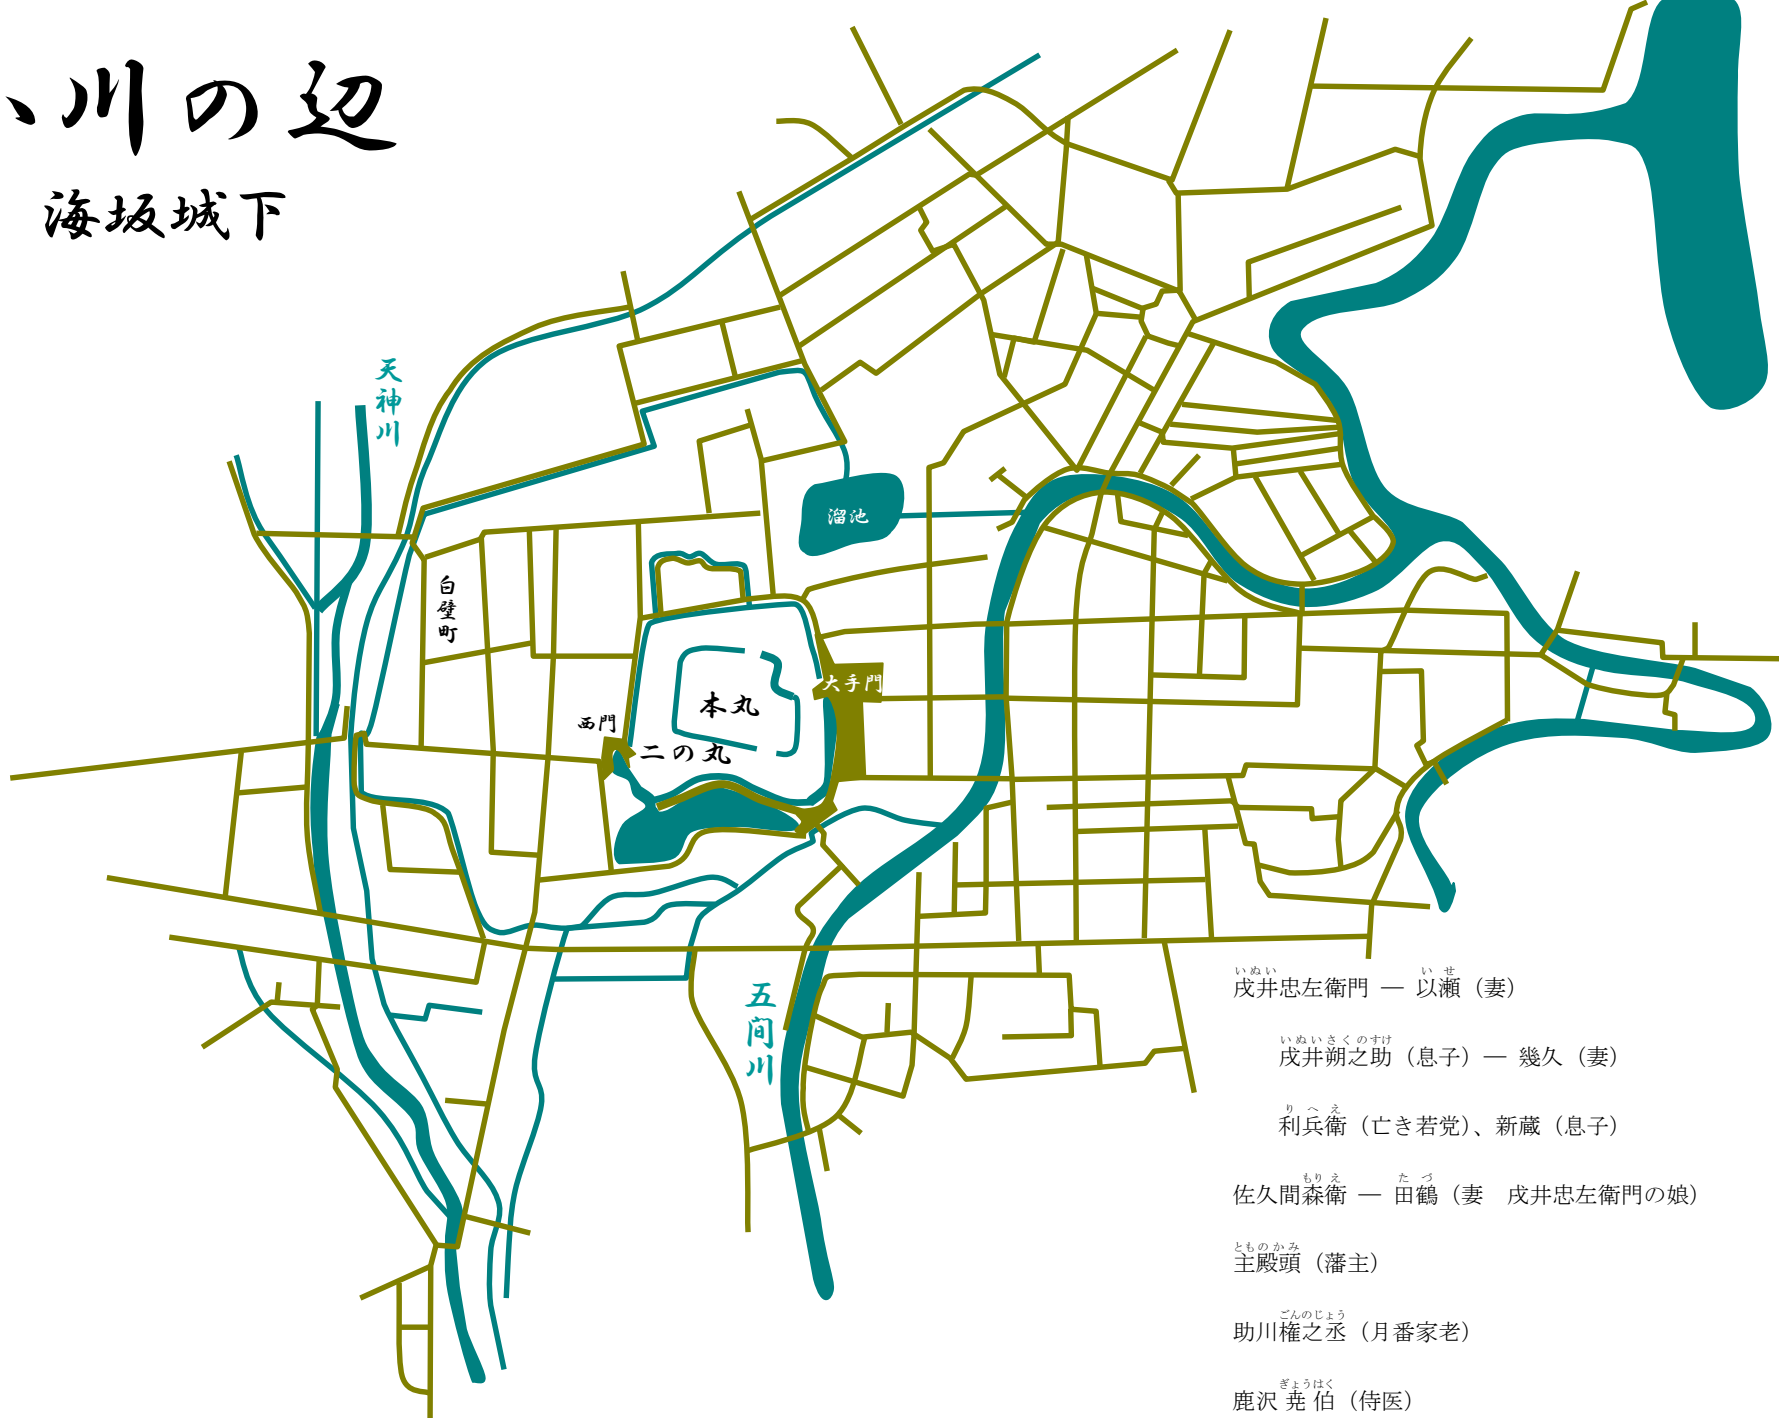 川の辺
海坂城下
天神川
溜池
白壁町
大手門
本丸
西門
二の丸
五间川
いぬい いせ
戌井忠左衛門 ― 以瀬（妻）
いぬいさくのすけ
戌井朔之助（息子）― 幾久（妻）
りへえ
利兵衛（亡き若党）、新蔵（息子）
もりえ たづ
佐久間森衛 ― 田鶴（妻　戌井忠左衛門の娘）
とものかみ
主殿頭（藩主）
ごんのじょう
助川権之丞（月番家老）
ぎょうはく
鹿沢尭伯（侍医）